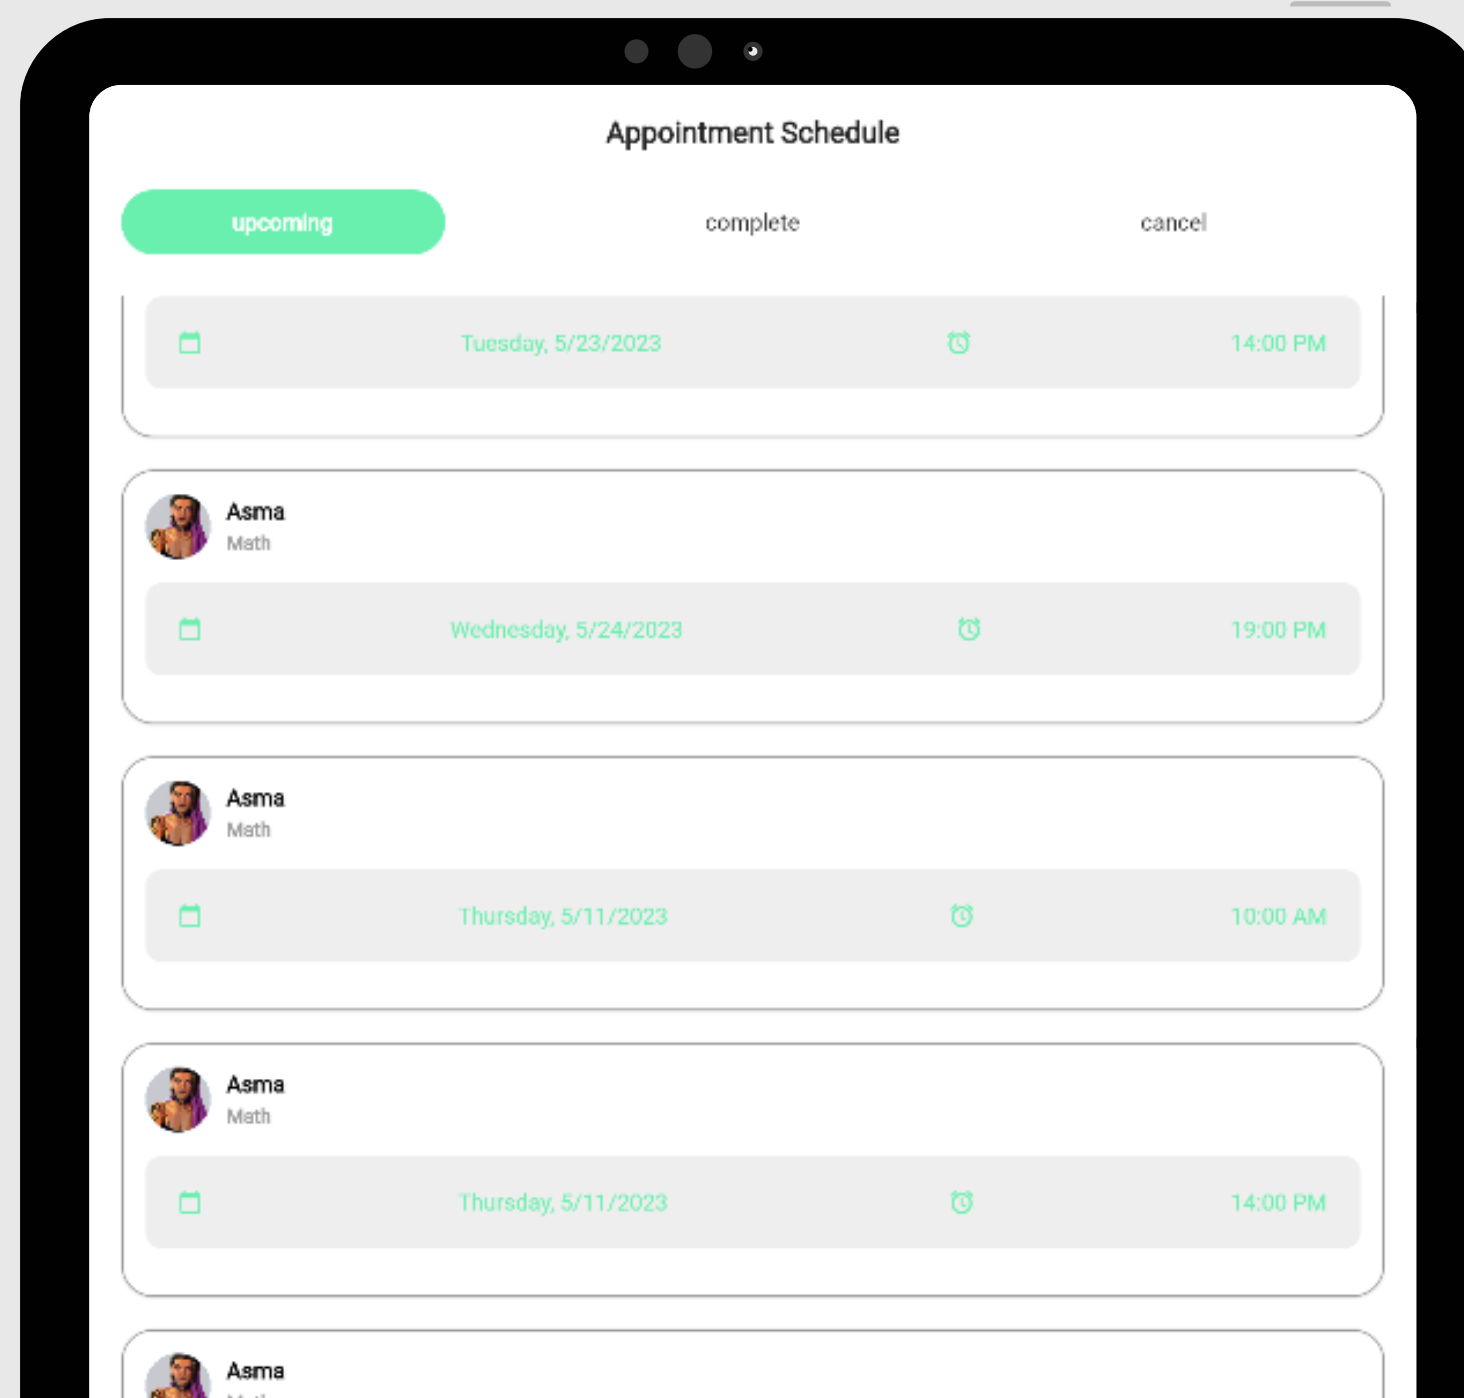 Appointment Schedule
upcoming complete cancel
Tuesday, 5/23/2023 14:00 PM
Asma
Math
Wednesday, 5/24/2023 19:00 PM
Asma
Math
Thursday, 5/11/2023 10:00 AM
Asma
Math
Thursday, 5/11/2023 14:00 PM
Asma